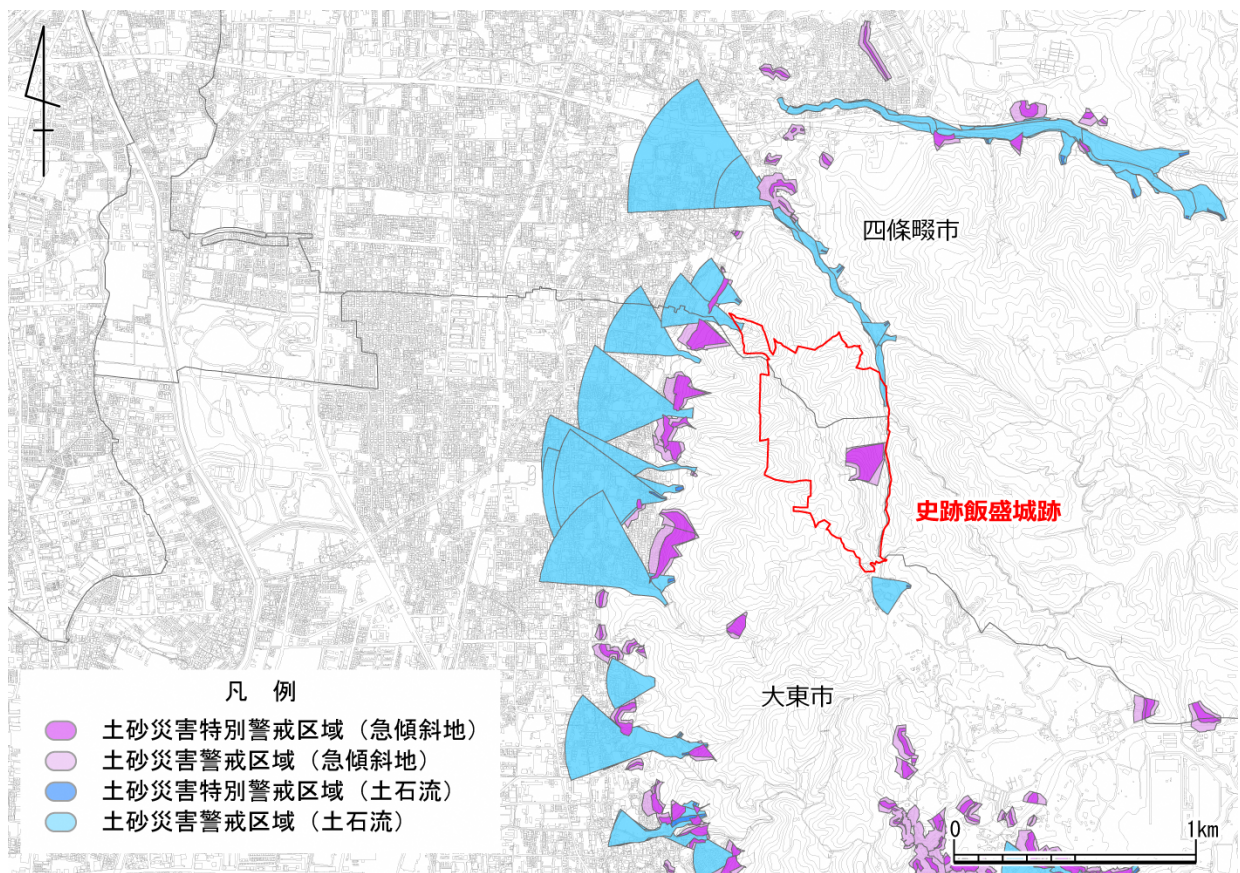 四條畷市
史跡飯盛城跡
大東市
凡 例
土砂災害特別警戒区域（急傾斜地）
土砂災害警戒区域（急傾斜地）
土砂災害特別警戒区域（土石流）
土砂災害警戒区域（土石流）
0 1km